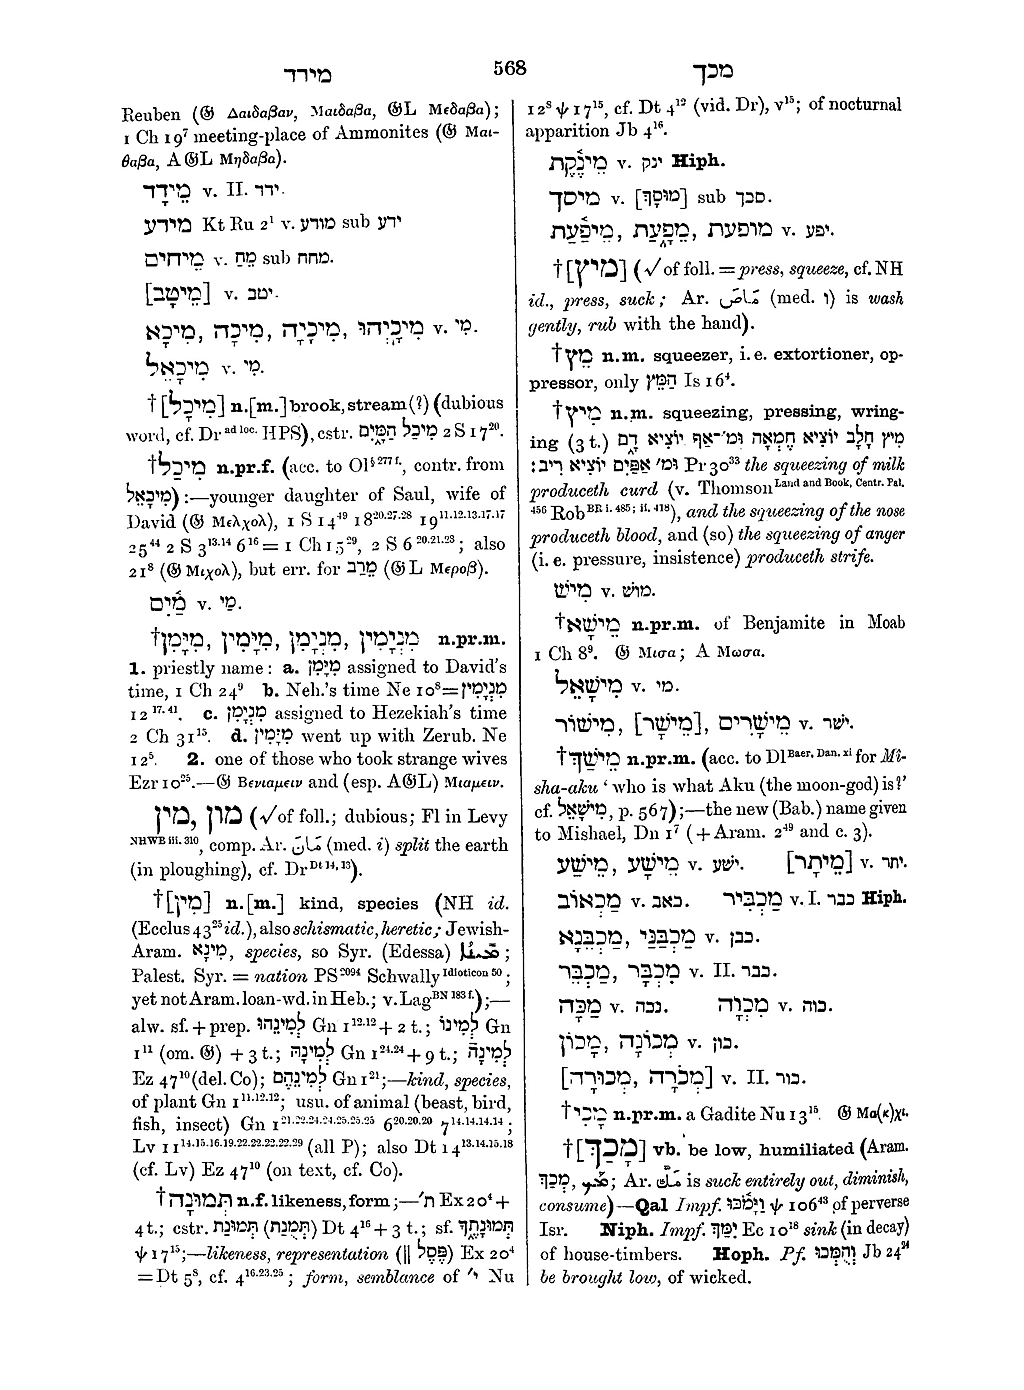 מידד 568 מכך
Reuben (𝔊 Δαιδαβαν, Μαιδαβα, 𝔊L Μεδαβα);
1 Ch 19⁷ meeting-place of Ammonites (𝔊 Μαι-
θαβα, A𝔊L Μηδαβα).
מֵידָד v. II. ידד.
מידע Kt Ru 2¹ v. מודע sub ידע
מֵיחִים v. מֵחַ sub מחח.
[מֵיטָב] v. יטב.
מִיכָיְהוּ, מִיכָיָה, מִיכָה, מִיכָא v. מִי.
מִיכָאֵל v. מִי.
†[מִיכָל] n.[m.] brook, stream (?) (dubious
word, cf. Dr ad loc. HPS), cstr. מִיכַל הַמָּיִם 2 S 17²⁰.
†מִיכַל n.pr.f. (acc. to Ol § 277 f., contr. from
מִיכָאֵל):—younger daughter of Saul, wife of
David (𝔊 Μελχολ), 1 S 14⁴⁹ 18²⁰·²⁷·²⁸ 19¹¹·¹²·¹³·¹⁷·¹⁷
25⁴⁴ 2 S 3¹³·¹⁴ 6¹⁶ = 1 Ch 15²⁹, 2 S 6²⁰·²¹·²³; also
21⁸ (𝔊 Μιχολ), but err. for מֵרַב (𝔊L Μεροβ).
מַ֫יִם v. מַי.
†מִנְיָמִין, מִנְיָמִן, מִיָּמִין, מִיָּמִן n.pr.m.
1. priestly name: a. מִיָּמִן assigned to David's
time, 1 Ch 24⁹ b. Neh.'s time Ne 10⁸ = מִנְיָמִין
12¹⁷·⁴¹. c. מִנְיָמִן assigned to Hezekiah's time
2 Ch 31¹⁵. d. מִיָּמִין went up with Zerub. Ne
12⁵. 2. one of those who took strange wives
Ezr 10²⁵.—𝔊 Βενιαμειν and (esp. A𝔊L) Μιαμειν.
מון, מין (√ of foll.; dubious; Fl in Levy
NHWB iii. 310, comp. Ar. مَانَ (med. i) split the earth
(in ploughing), cf. Dr Dt 14, 13).
†[מִין] n.[m.] kind, species (NH id.
(Ecclus 43²⁵ id.), also schismatic, heretic; Jewish-
Aram. מִינָא, species, so Syr. (Edessa) ;
Palest. Syr. = nation PS²⁰⁹⁴ Schwally Idioticon 50;
yet not Aram. loan-wd. in Heb.; v. Lag BN 183 f.);—
alw. sf. + prep. לְמִינֵהוּ Gn 1¹²·¹² + 2 t.; לְמִינוֹ Gn
1¹¹ (om. 𝔊) + 3 t.; לְמִינָהּ Gn 1²⁴·²⁴ + 9 t.; לְמִינָה
Ez 47¹⁰ (del. Co); לְמִינֵהֶם Gn 1²¹;—kind, species,
of plant Gn 1¹¹·¹²·¹²; usu. of animal (beast, bird,
fish, insect) Gn 1²¹·²²·²⁴·²⁴·²⁵·²⁵·²⁵ 6²⁰·²⁰·²⁰ 7¹⁴·¹⁴·¹⁴·¹⁴;
Lv 11¹⁴·¹⁵·¹⁶·¹⁹·²²·²²·²²·²²·²⁹ (all P); also Dt 14¹³·¹⁴·¹⁵·¹⁸
(cf. Lv) Ez 47¹⁰ (on text, cf. Co).
†תְּמוּנָה n.f. likeness, form;—ת׳ Ex 20⁴ +
4 t.; cstr. תְּמוּנַת (תְּמֻנַת) Dt 4¹⁶ + 3 t.; sf. תְּמוּנָתֶךָ
ψ 17¹⁵;—likeness, representation (|| פֶּסֶל) Ex 20⁴
= Dt 5⁸, cf. 4¹⁶·²³·²⁵; form, semblance of י׳ Nu
12⁸ ψ 17¹⁵, cf. Dt 4¹² (vid. Dr), v¹⁵; of nocturnal
apparition Jb 4¹⁶.
מֵינֶ֫קֶת v. ינק Hiph.
מיסך v. [מוּסָךְ] sub סכך.
מוֹפַעַת, מֵפַעַת, מֵיפַ֫עַת v. יפע.
†[מִיץ] (√ of foll. = press, squeeze, cf. NH
id., press, suck; Ar. مَاصَ (med. و) is wash
gently, rub with the hand).
†מֵץ n.m. squeezer, i.e. extortioner, op-
pressor, only הַמֵּץ Is 16⁴.
†מִיץ n.m. squeezing, pressing, wring-
ing (3 t.) מִיץ חָלָב יוֹצִיא חֶמְאָה וּמ׳־אַף יוֹצִיא דָם
וּמ׳ אַפַּיִם יוֹצִיא רִיב: Pr 30³³ the squeezing of milk
produceth curd (v. Thomson Land and Book, Centr. Pal.
456 Rob BR i. 485; ii. 418), and the squeezing of the nose
produceth blood, and (so) the squeezing of anger
(i. e. pressure, insistence) produceth strife.
מִישׁ v. מושׁ.
†מֵישָׁא n.pr.m. of Benjamite in Moab
1 Ch 8⁹. 𝔊 Μισα; A Μωσα.
מִישָׁאֵל v. מי.
מֵישָׁרִים, [מֵישָׁר], מִישׁוֹר v. ישׁר.
†מֵישַׁךְ n.pr.m. (acc. to Dl Baer, Dan. xi for Mî-
sha-aku 'who is what Aku (the moon-god) is?'
cf. מִישָׁאֵל, p. 567);—the new (Bab.) name given
to Mishael, Dn 1⁷ (+ Aram. 2⁴⁹ and c. 3).
מֵישָׁע, מֵישַׁע v. ישׁע. [מֵיתָר] v. יתר.
מַכְאוֹב v. כאב. מַכְבִּיר v. I. כבר Hiph.
מַכְבַּנַּי, מַכְבֵּנָא v. כבן.
מִכְבָּר, מַכְבֵּר v. II. כבר.
מַכָּה v. נכה. מִכְוָה v. כוה.
מָכוֹן, מְכוֹנָה v. כון.
[מְכֹרָה, מְכוּרָה] v. II. כור.
†מָכִי n.pr.m. a Gadite Nu 13¹⁵. 𝔊 Μα(κ)χι.
†[מָכַךְ] vb. be low, humiliated (Aram.
מְכַךְ, ; Ar. مَكَّ is suck entirely out, diminish,
consume)—Qal Impf. וַיָּמֹ֫כּוּ ψ 106⁴³ of perverse
Isr. Niph. Impf. יִמַּךְ Ec 10¹⁸ sink (in decay)
of house-timbers. Hoph. Pf. וְהֻמְּכוּ Jb 24²⁴
be brought low, of wicked.